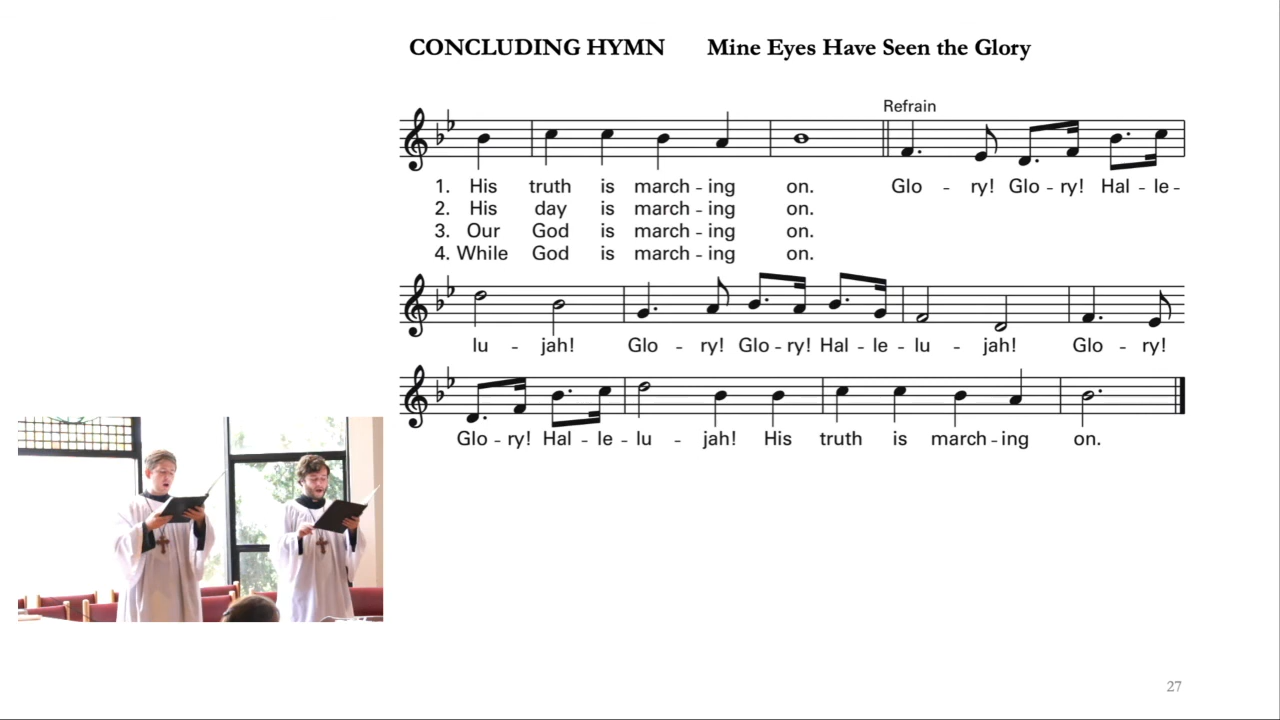 CONCLUDING HYMN Mine Eyes Have Seen the Glory
Refrain
1. His truth is march - ing on. Glo - ry! Glo - ry! Hal - le -
2. His day is march - ing on.
3. Our God is march - ing on.
4. While God is march - ing on.
lu - jah! Glo - ry! Glo - ry! Hal - le - lu - jah! Glo - ry!
Glo - ry! Hal - le - lu - jah! His truth is march - ing on.
27